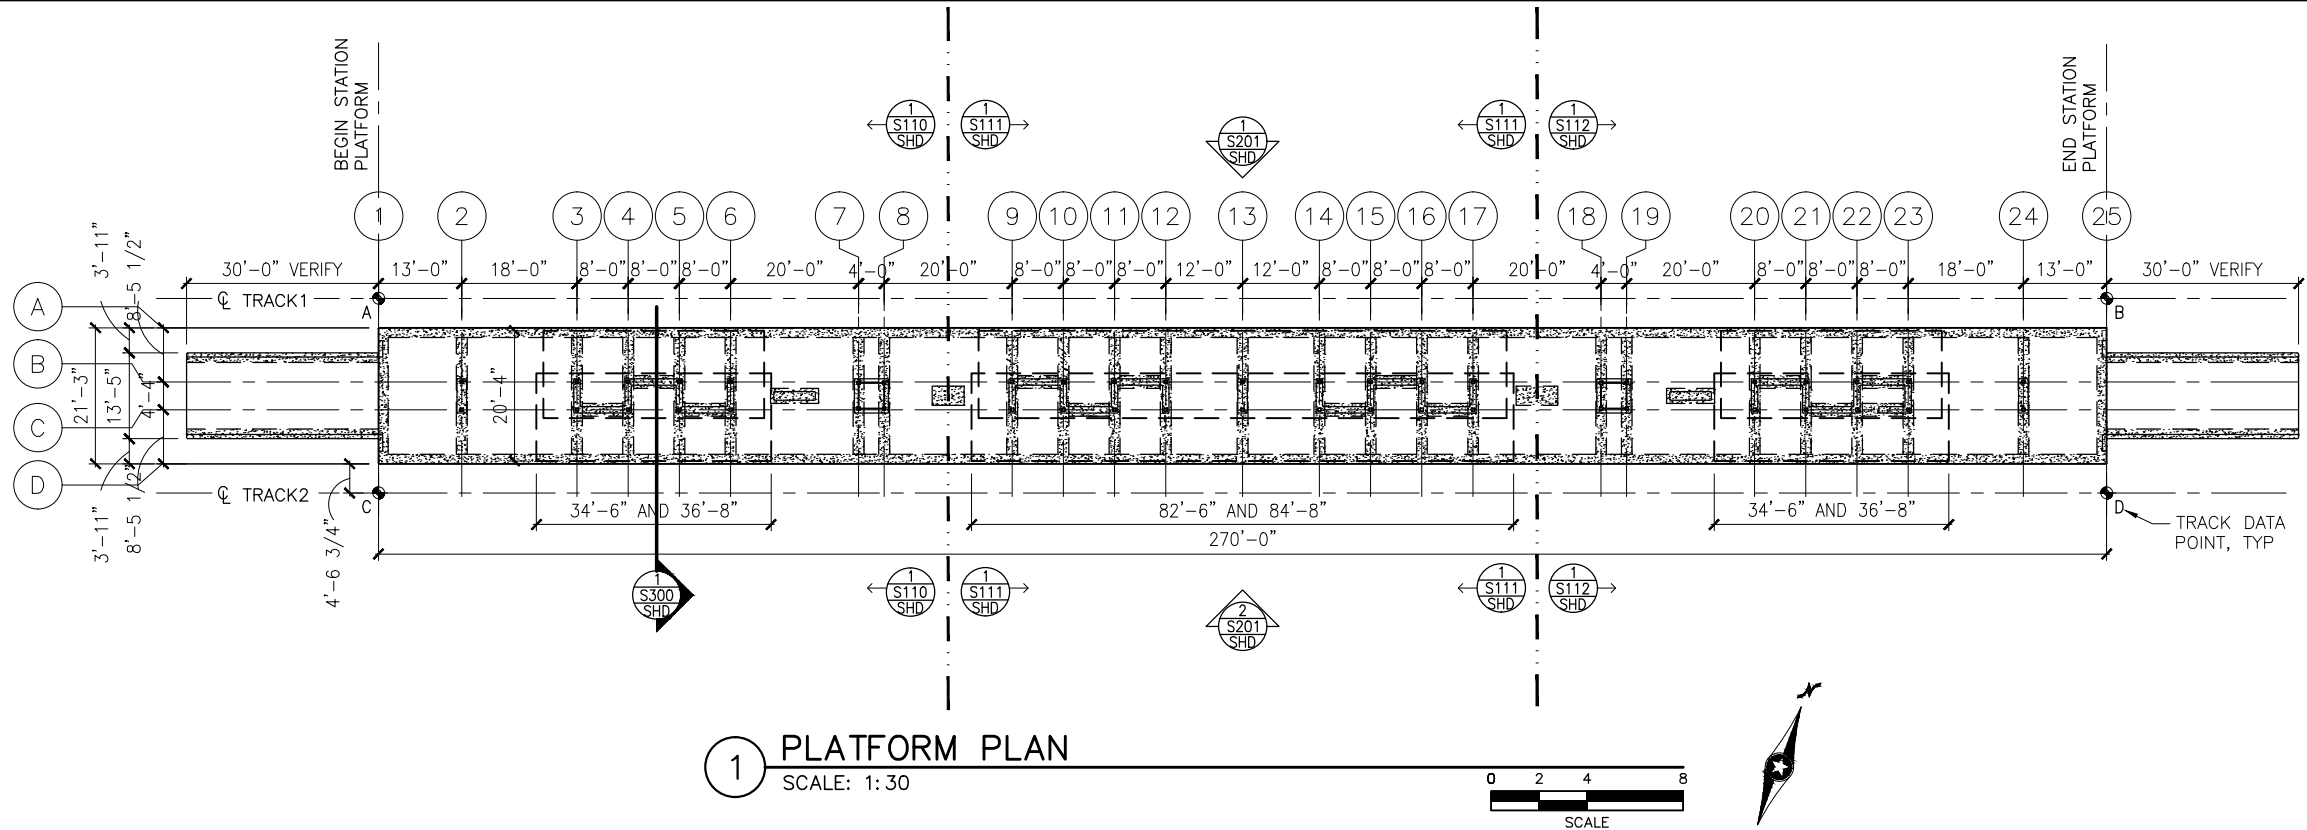 BEGIN STATION
PLATFORM
END STATION
PLATFORM
1
S110
SHD
1
S111
SHD
1
S201
SHD
1
S111
SHD
1
S112
SHD
1 2 3 4 5 6 7 8 9 10 11 12 13 14 15 16 17 18 19 20 21 22 23 24 25
30'-0" VERIFY 13'-0" 18'-0" 8'-0" 8'-0" 8'-0" 20'-0" 4'-0" 20'-0" 8'-0" 8'-0" 8'-0" 12'-0" 12'-0" 8'-0" 8'-0" 8'-0" 20'-0" 4'-0" 20'-0" 8'-0" 8'-0" 8'-0" 18'-0" 13'-0" 30'-0" VERIFY
3'-11"
8'-5 1/2"
℄ TRACK1
A
B
A
B
C
D
21'-3"
13'-5"
4'-4"
20'-4"
℄ TRACK2
C
D
3'-11"
8'-5 1/2"
4'-6 3/4"
34'-6" AND 36'-8"
82'-6" AND 84'-8"
34'-6" AND 36'-8"
270'-0"
TRACK DATA
POINT, TYP
1
S300
SHD
1
S110
SHD
1
S111
SHD
2
S201
SHD
1
S111
SHD
1
S112
SHD
1 PLATFORM PLAN
SCALE: 1:30
0 2 4 8
SCALE
N